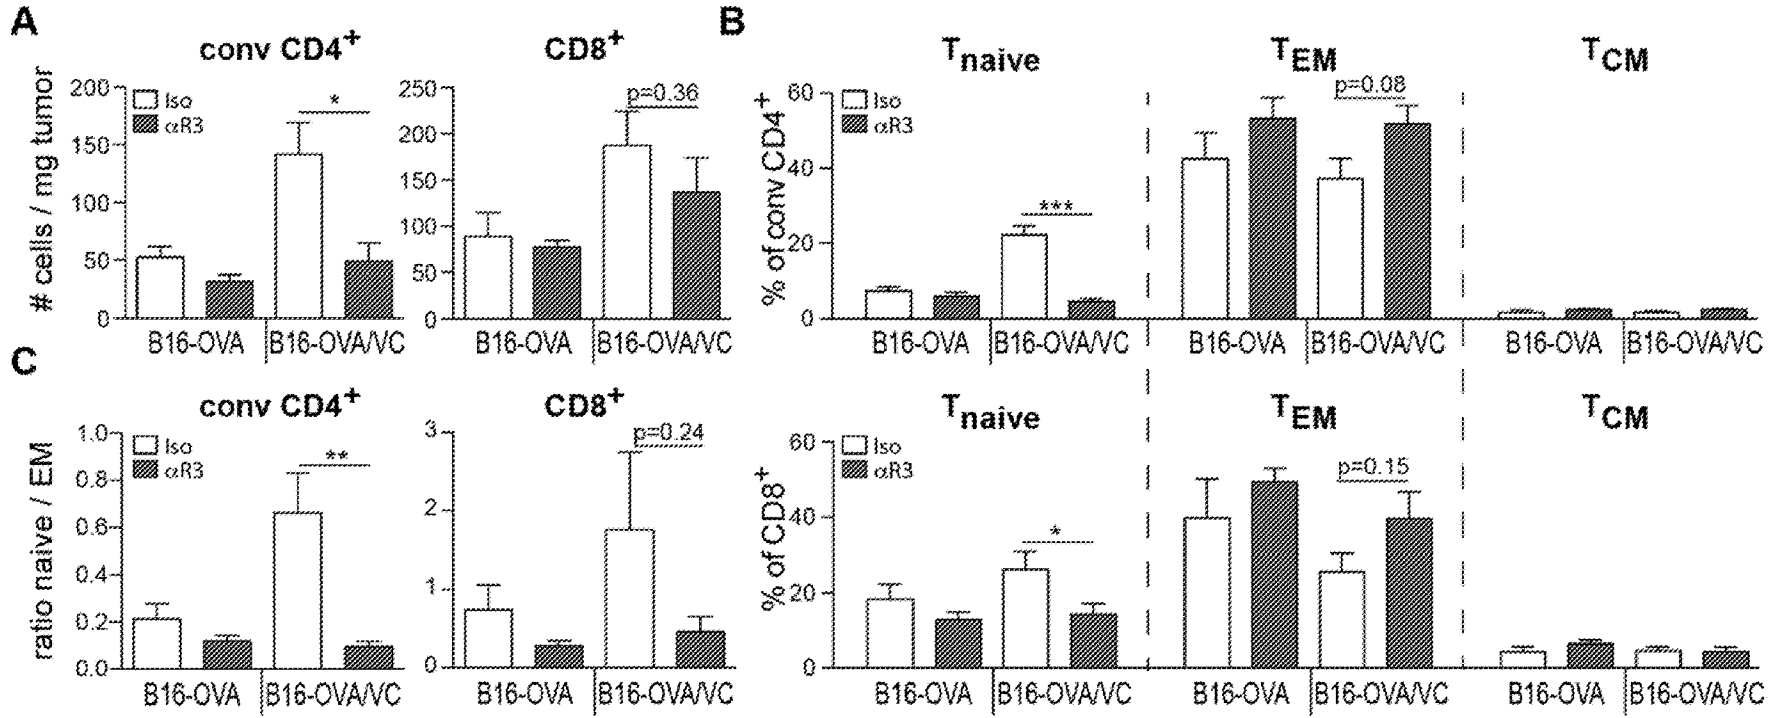 A
conv CD4+
CD8+
# cells / mg tumor
200
150
100
50
0
Iso
αR3
*
B16-OVA
B16-OVA/VC
250
200
150
100
50
0
p=0.36
B16-OVA
B16-OVA/VC
B
Tnaive
TEM
TCM
% of conv CD4+
60
40
20
0
Iso
αR3
***
p=0.08
B16-OVA
B16-OVA/VC
B16-OVA
B16-OVA/VC
B16-OVA
B16-OVA/VC
C
conv CD4+
CD8+
ratio naive / EM
1.0
0.8
0.6
0.4
0.2
0.0
Iso
αR3
**
B16-OVA
B16-OVA/VC
3
2
1
0
p=0.24
B16-OVA
B16-OVA/VC
Tnaive
TEM
TCM
% of CD8+
60
40
20
0
Iso
αR3
*
p=0.15
B16-OVA
B16-OVA/VC
B16-OVA
B16-OVA/VC
B16-OVA
B16-OVA/VC